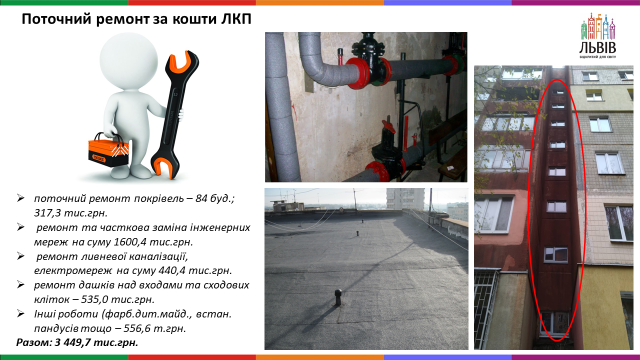 Поточний ремонт за кошти ЛКП
ЛЬВІВ
відкритий для світу
➢ поточний ремонт покрівель – 84 буд.;
317,3 тис.грн.
➢ ремонт та часткова заміна інженерних
мереж на суму 1600,4 тис.грн.
➢ ремонт ливневої каналізації,
електромереж на суму 440,4 тис.грн.
➢ ремонт дашків над входами та сходових
кліток – 535,0 тис.грн.
➢ Інші роботи (фарб.дит.майд., встан.
пандусів тощо – 556,6 т.грн.
Разом: 3 449,7 тис.грн.